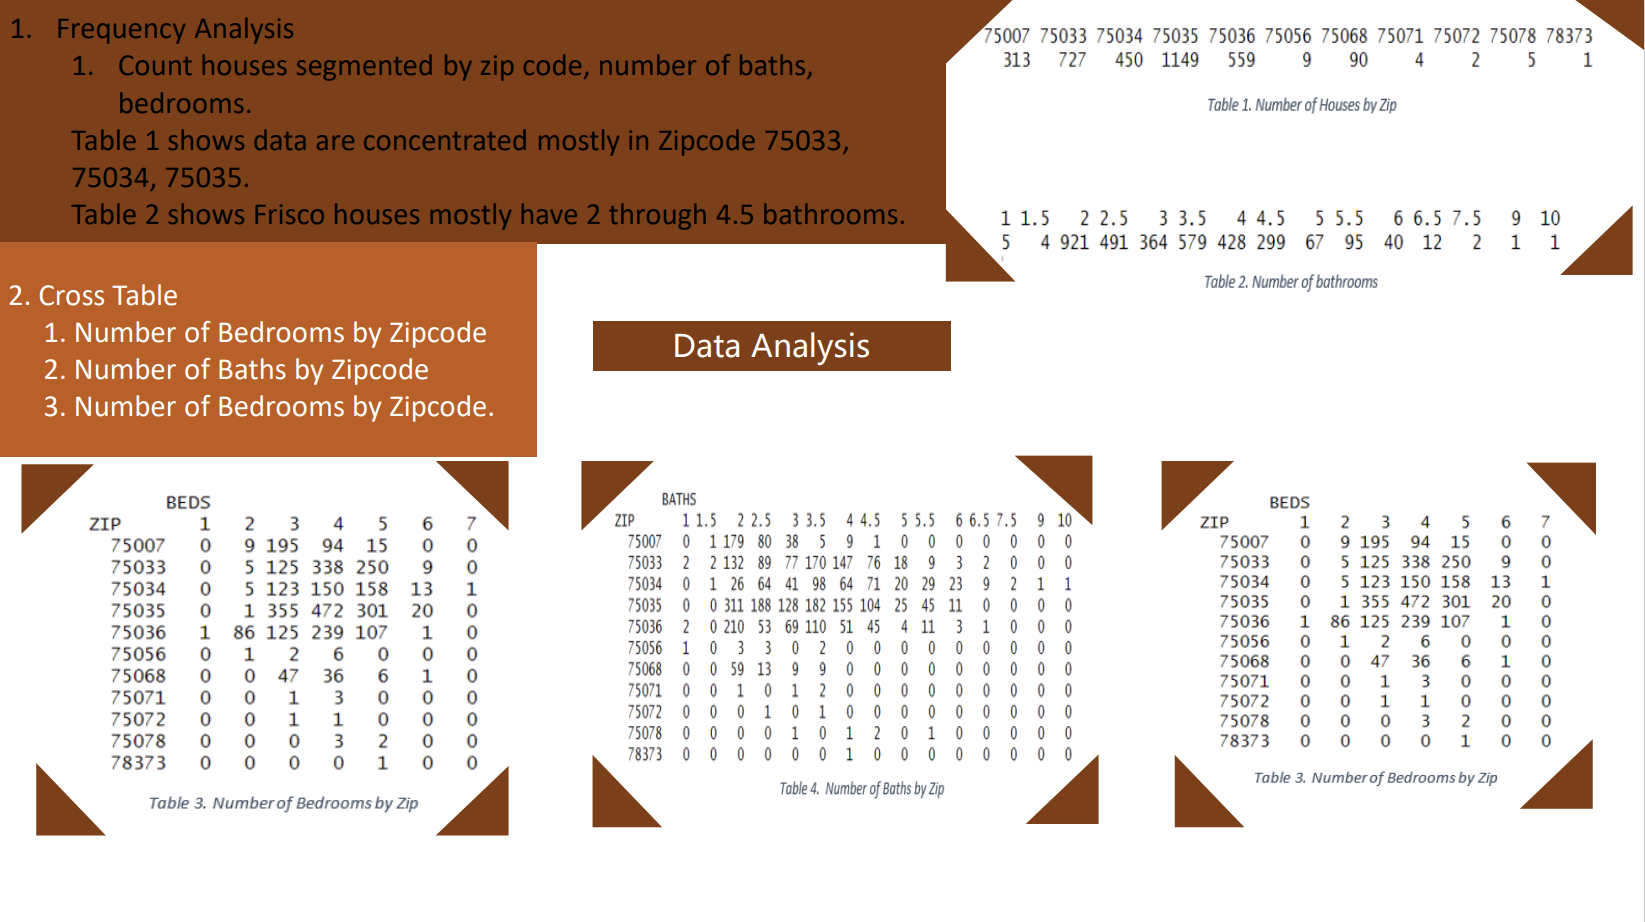 1. Frequency Analysis
1. Count houses segmented by zip code, number of baths,
bedrooms.
Table 1 shows data are concentrated mostly in Zipcode 75033,
75034, 75035.
Table 2 shows Frisco houses mostly have 2 through 4.5 bathrooms.
75007 75033 75034 75035 75036 75056 75068 75071 75072 75078 78373
313 727 450 1149 559 9 90 4 2 5 1
Table 1. Number of Houses by Zip
1 1.5 2 2.5 3 3.5 4 4.5 5 5.5 6 6.5 7.5 9 10
5 4 921 491 364 579 428 299 67 95 40 12 2 1 1
Table 2. Number of bathrooms
2. Cross Table
1. Number of Bedrooms by Zipcode
2. Number of Baths by Zipcode
3. Number of Bedrooms by Zipcode.
Data Analysis
BEDS
ZIP 1 2 3 4 5 6 7
75007 0 9 195 94 15 0 0
75033 0 5 125 338 250 9 0
75034 0 5 123 150 158 13 1
75035 0 1 355 472 301 20 0
75036 1 86 125 239 107 1 0
75056 0 1 2 6 0 0 0
75068 0 0 47 36 6 1 0
75071 0 0 1 3 0 0 0
75072 0 0 1 1 0 0 0
75078 0 0 0 3 2 0 0
78373 0 0 0 0 1 0 0
Table 3. Number of Bedrooms by Zip
BATHS
ZIP 1 1.5 2 2.5 3 3.5 4 4.5 5 5.5 6 6.5 7.5 9 10
75007 0 1 179 80 38 5 9 1 0 0 0 0 0 0 0
75033 2 2 132 89 77 170 147 76 18 9 3 2 0 0 0
75034 0 1 26 64 41 98 64 71 20 29 23 9 2 1 1
75035 0 0 311 188 128 182 155 104 25 45 11 0 0 0 0
75036 2 0 210 53 69 110 51 45 4 11 3 1 0 0 0
75056 1 0 3 3 0 2 0 0 0 0 0 0 0 0 0
75068 0 0 59 13 9 9 0 0 0 0 0 0 0 0 0
75071 0 0 1 0 1 2 0 0 0 0 0 0 0 0 0
75072 0 0 0 1 0 1 0 0 0 0 0 0 0 0 0
75078 0 0 0 0 1 0 1 2 0 1 0 0 0 0 0
78373 0 0 0 0 0 0 1 0 0 0 0 0 0 0 0
Table 4. Number of Baths by Zip
BEDS
ZIP 1 2 3 4 5 6 7
75007 0 9 195 94 15 0 0
75033 0 5 125 338 250 9 0
75034 0 5 123 150 158 13 1
75035 0 1 355 472 301 20 0
75036 1 86 125 239 107 1 0
75056 0 1 2 6 0 0 0
75068 0 0 47 36 6 1 0
75071 0 0 1 3 0 0 0
75072 0 0 1 1 0 0 0
75078 0 0 0 3 2 0 0
78373 0 0 0 0 1 0 0
Table 3. Number of Bedrooms by Zip